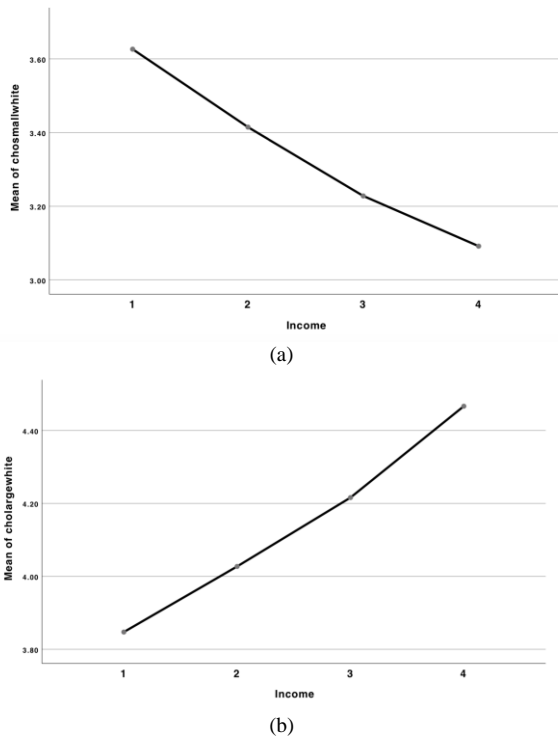 Mean of chosmallwhite
3.60
3.40
3.20
3.00
1 2 3 4
Income
(a)
Mean of cholargewhite
4.40
4.20
4.00
3.80
1 2 3 4
Income
(b)